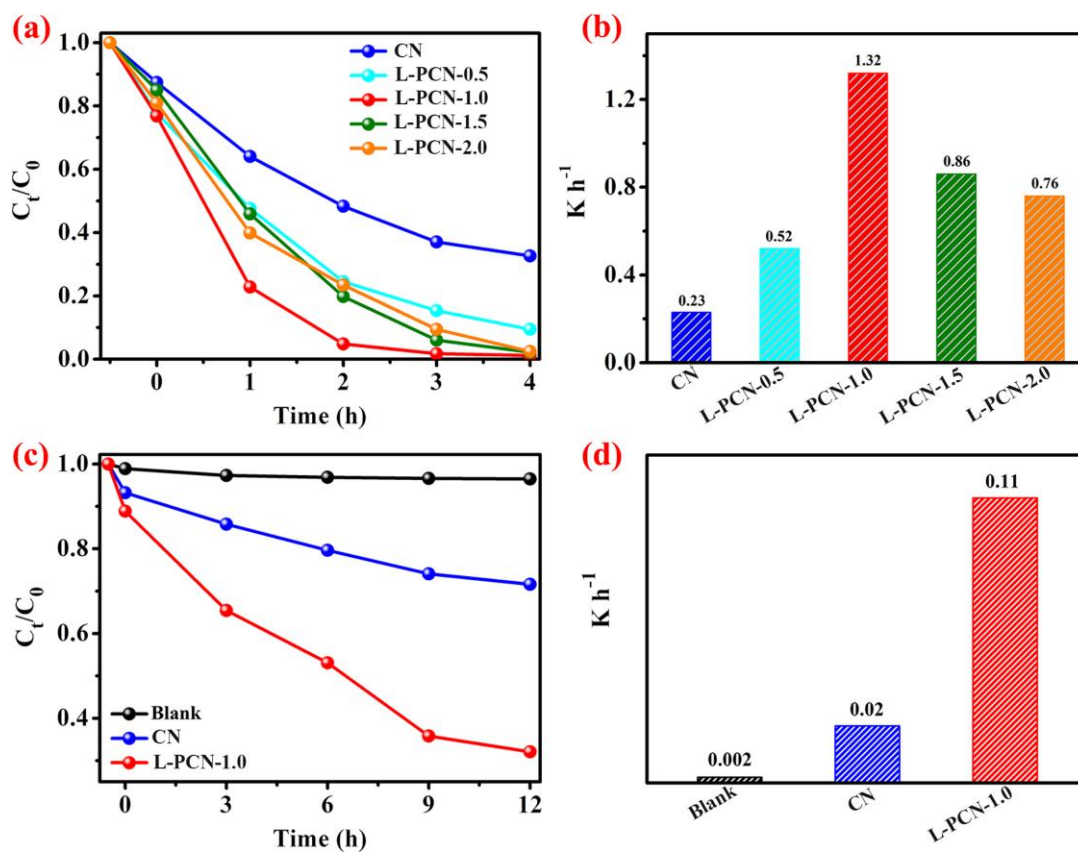 (a)
1.0
0.8
0.6
0.4
0.2
0.0
Cₜ/C₀
CN
L-PCN-0.5
L-PCN-1.0
L-PCN-1.5
L-PCN-2.0
0 1 2 3 4
Time (h)
(b)
1.2
0.8
0.4
0.0
K h⁻¹
0.23
0.52
1.32
0.86
0.76
CN
L-PCN-0.5
L-PCN-1.0
L-PCN-1.5
L-PCN-2.0
(c)
1.0
0.8
0.6
0.4
Cₜ/C₀
Blank
CN
L-PCN-1.0
0 3 6 9 12
Time (h)
(d)
K h⁻¹
0.002
0.02
0.11
Blank
CN
L-PCN-1.0